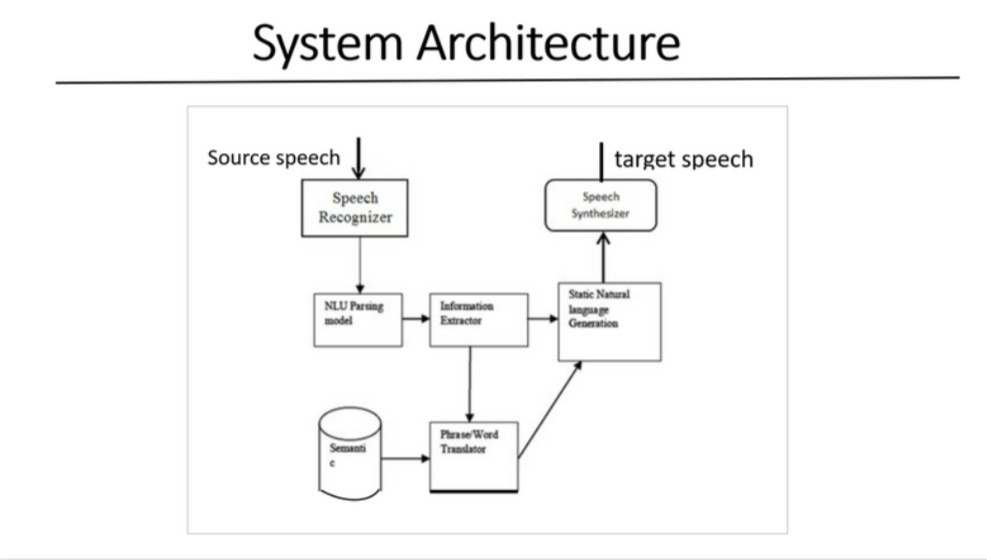 System Architecture
Source speech
target speech
Speech
Recognizer
Speech
Synthesizer
NLU Parsing
model
Information
Extractor
Static Natural
language
Generation
Semanti
c
Phrase/Word
Translator